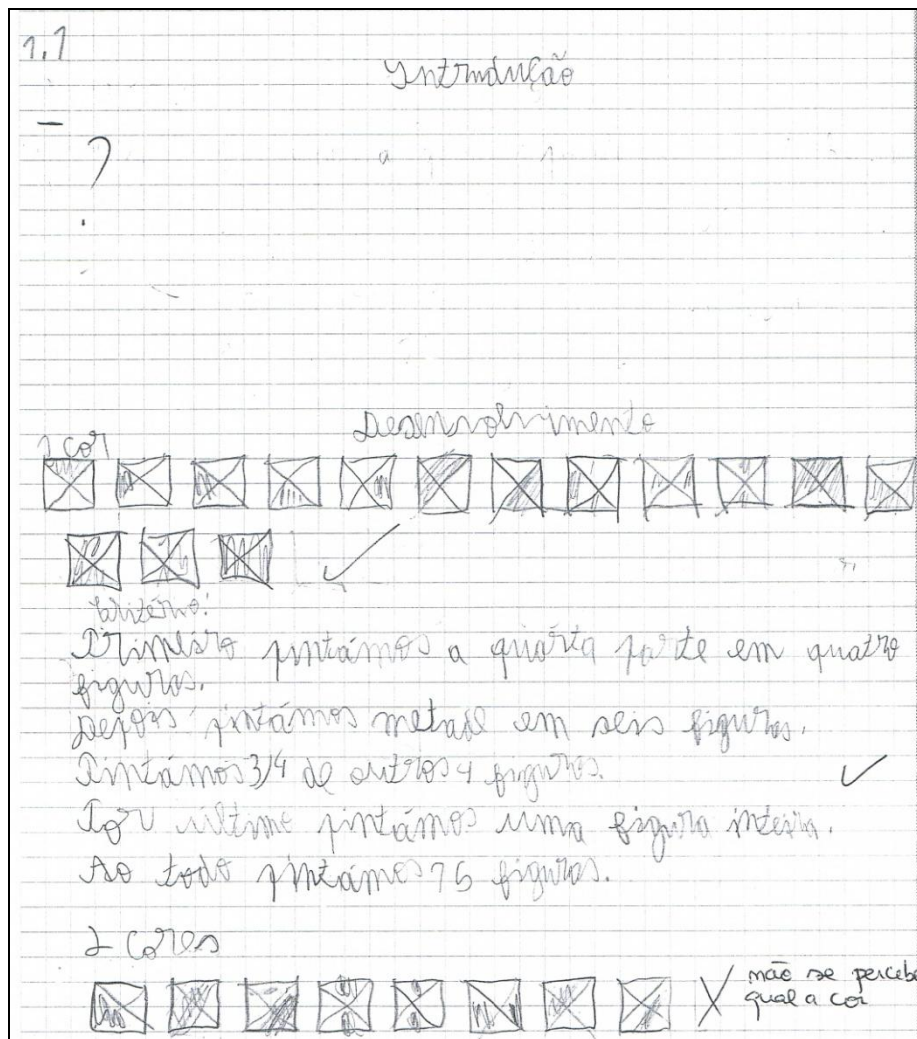 1.1
Introdução
?
Desenvolvimento
1 cor
Critério:
Primeiro pintámos a quarta parte em quatro
figuras.
Depois pintámos metade em seis figuras.
Pintámos 3/4 de outros 4 figuras.
Por último pintámos uma figura inteira.
Ao todo pintámos 15 figuras.
2 cores
não se percebe
qual a cor